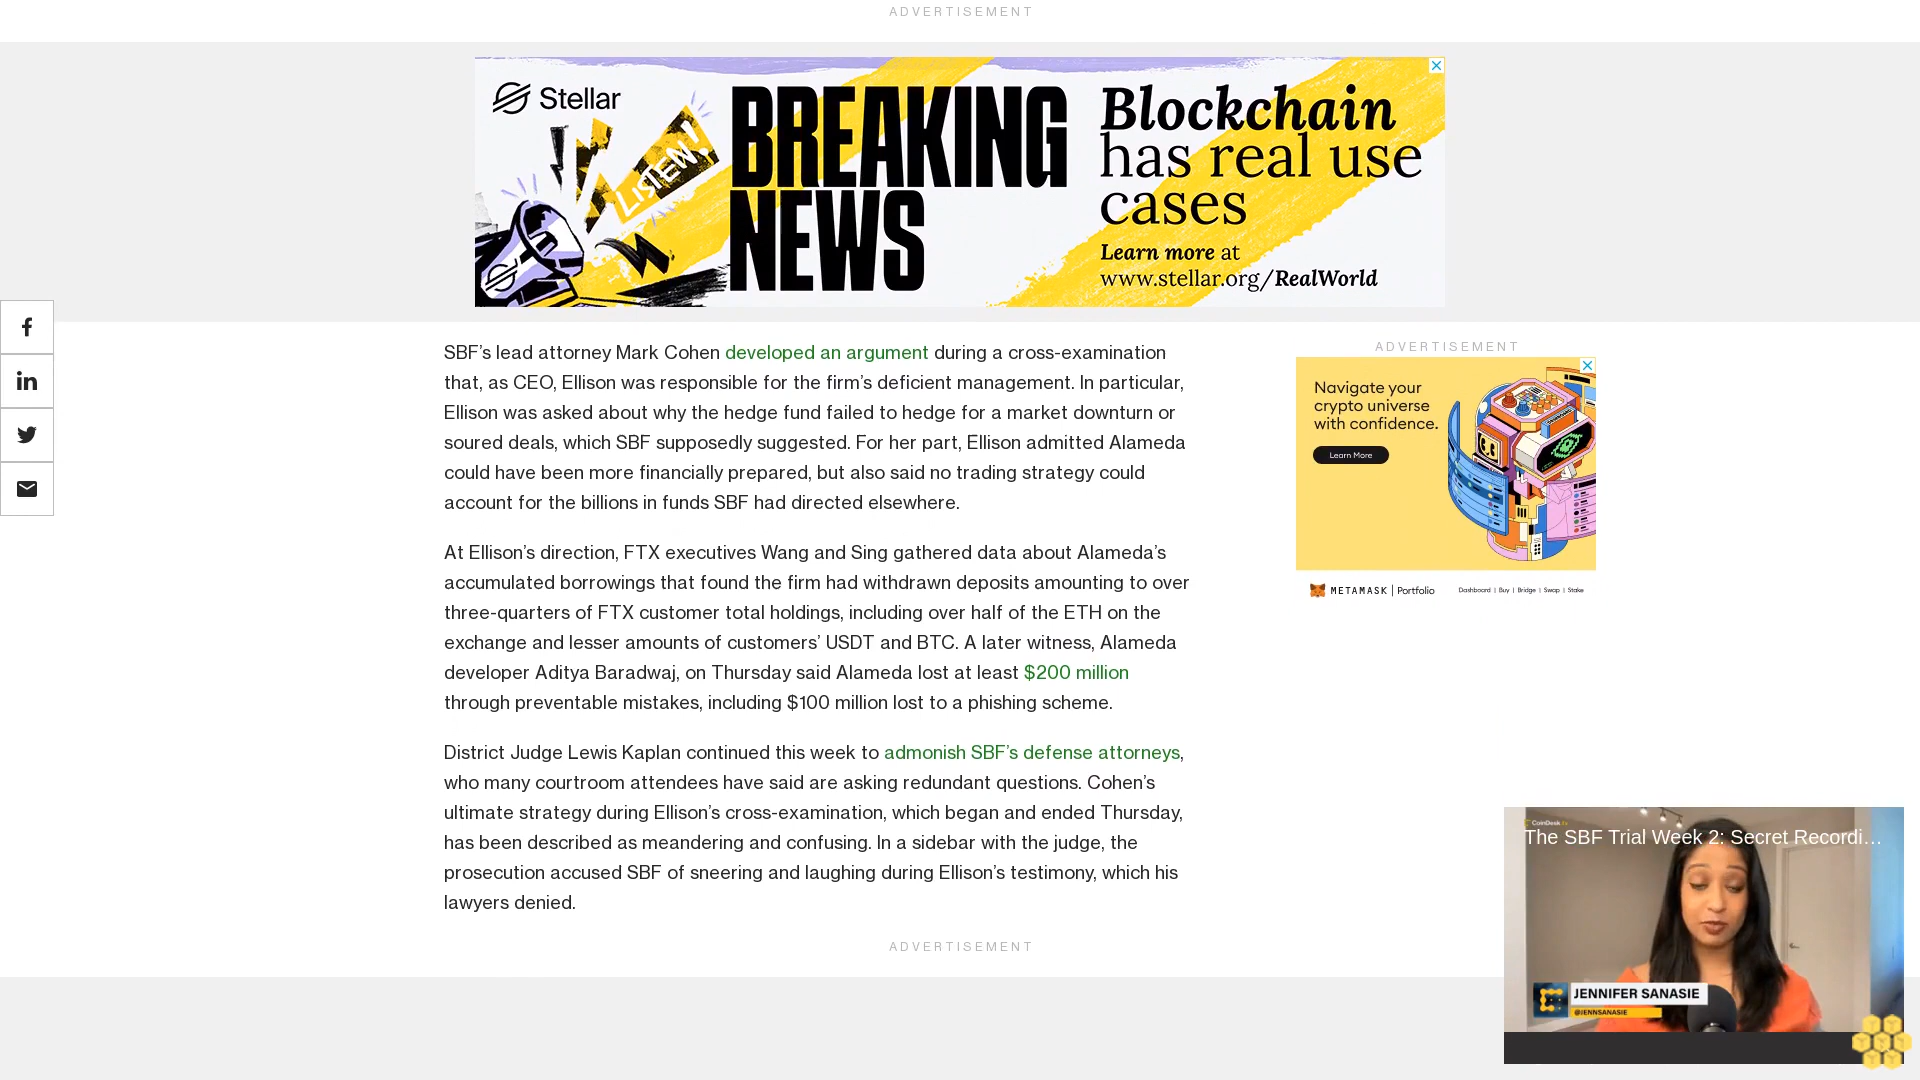 ADVERTISEMENT
Stellar
LISTEN!
BREAKING
NEWS
Blockchain
has real use
cases
Learn more at
www.stellar.org/RealWorld
SBF’s lead attorney Mark Cohen developed an argument during a cross-examination
that, as CEO, Ellison was responsible for the firm’s deficient management. In particular,
Ellison was asked about why the hedge fund failed to hedge for a market downturn or
soured deals, which SBF supposedly suggested. For her part, Ellison admitted Alameda
could have been more financially prepared, but also said no trading strategy could
account for the billions in funds SBF had directed elsewhere.
At Ellison’s direction, FTX executives Wang and Sing gathered data about Alameda’s
accumulated borrowings that found the firm had withdrawn deposits amounting to over
three-quarters of FTX customer total holdings, including over half of the ETH on the
exchange and lesser amounts of customers’ USDT and BTC. A later witness, Alameda
developer Aditya Baradwaj, on Thursday said Alameda lost at least $200 million
through preventable mistakes, including $100 million lost to a phishing scheme.
District Judge Lewis Kaplan continued this week to admonish SBF’s defense attorneys,
who many courtroom attendees have said are asking redundant questions. Cohen’s
ultimate strategy during Ellison’s cross-examination, which began and ended Thursday,
has been described as meandering and confusing. In a sidebar with the judge, the
prosecution accused SBF of sneering and laughing during Ellison’s testimony, which his
lawyers denied.
ADVERTISEMENT
ADVERTISEMENT
Navigate your
crypto universe
with confidence.
Learn More
METAMASK | Portfolio
Dashboard | Buy | Bridge | Swap | Stake
CoinDesk
The SBF Trial Week 2: Secret Recordi…
JENNIFER SANASIE
@JENNSANASIE